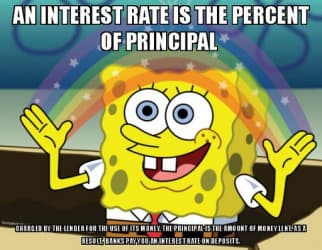 AN INTEREST RATE IS THE PERCENT
OF PRINCIPAL
CHARGED BY THE LENDER FOR THE USE OF ITS MONEY. THE PRINCIPAL IS THE AMOUNT OF MONEY LENT. AS A
RESULT, BANKS PAY YOU AN INTEREST RATE ON DEPOSITS.